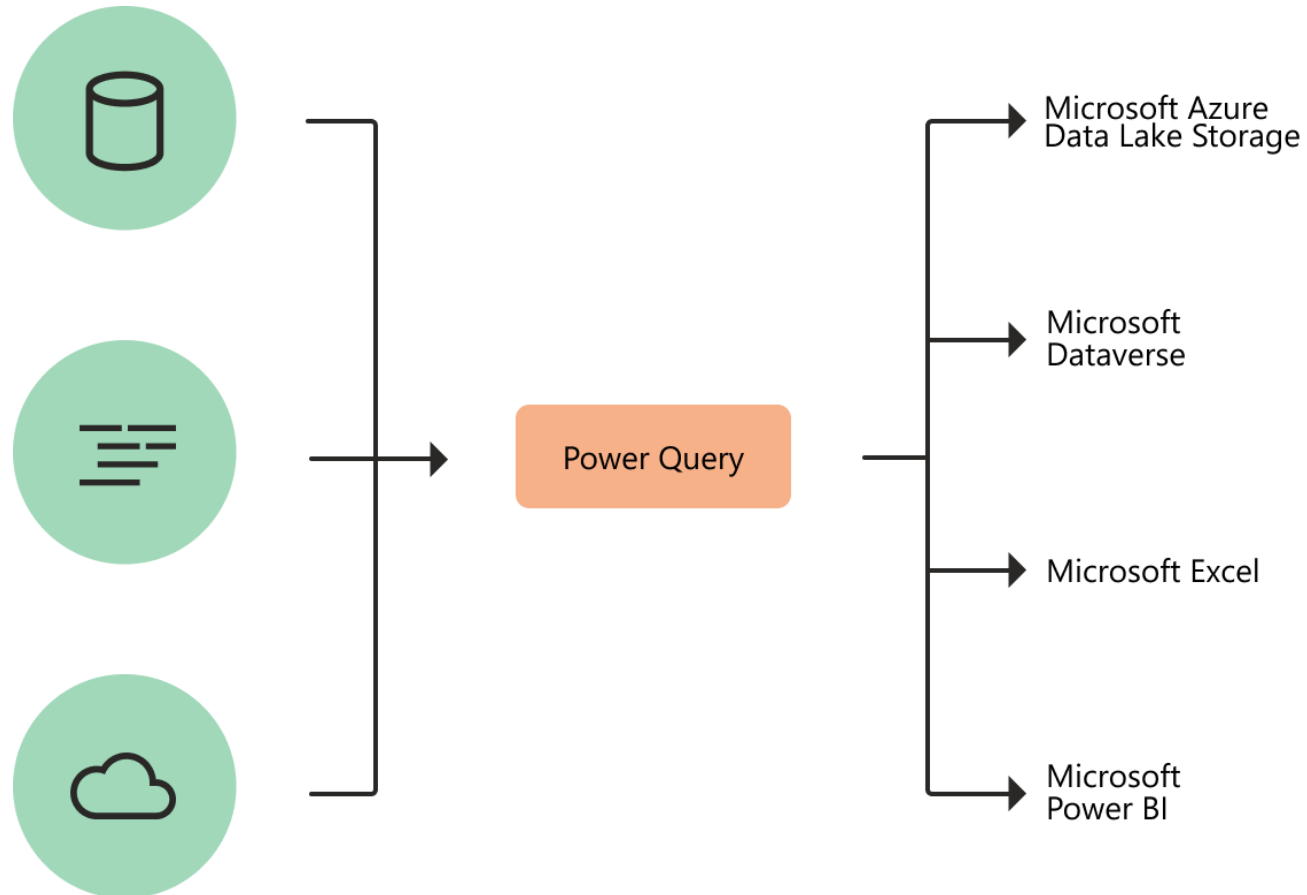 Microsoft Azure
Data Lake Storage
Microsoft
Dataverse
Power Query
Microsoft Excel
Microsoft
Power BI